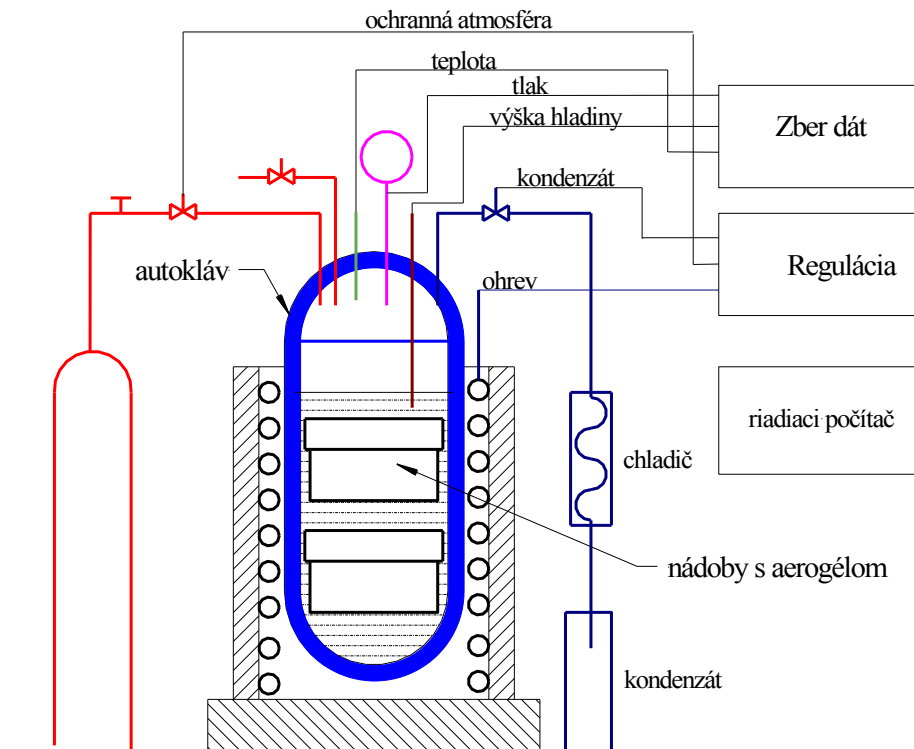 ochranná atmosféra
teplota
tlak
výška hladiny
Zber dát
kondenzát
autokláv
ohrev
Regulácia
riadiaci počítač
chladič
nádoby s aerogélom
kondenzát